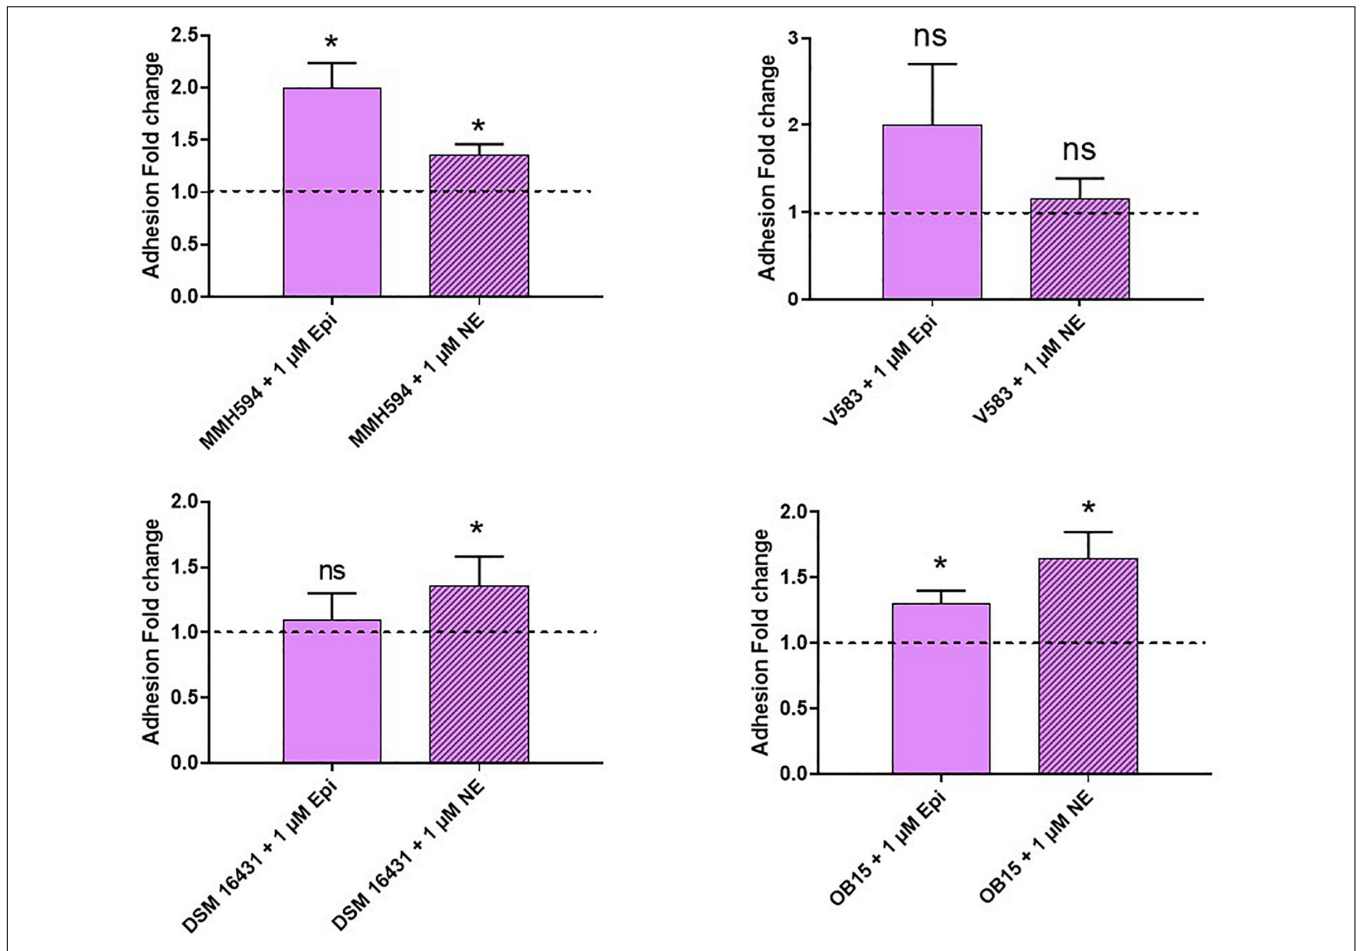 Adhesion Fold change
2.5
2.0
1.5
1.0
0.5
0.0
*
*
MMH594 + 1 µM Epi
MMH594 + 1 µM NE
Adhesion Fold change
3
2
1
0
ns
ns
V583 + 1 µM Epi
V583 + 1 µM NE
Adhesion Fold change
2.0
1.5
1.0
0.5
0.0
ns
*
DSM 16431 + 1 µM Epi
DSM 16431 + 1 µM NE
Adhesion Fold change
2.0
1.5
1.0
0.5
0.0
*
*
OB15 + 1 µM Epi
OB15 + 1 µM NE